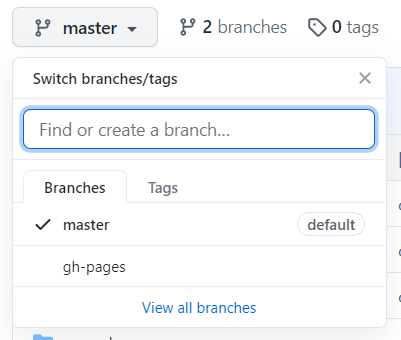 master 2 branches 0 tags
Switch branches/tags
Find or create a branch...
Branches Tags
master default
gh-pages
View all branches